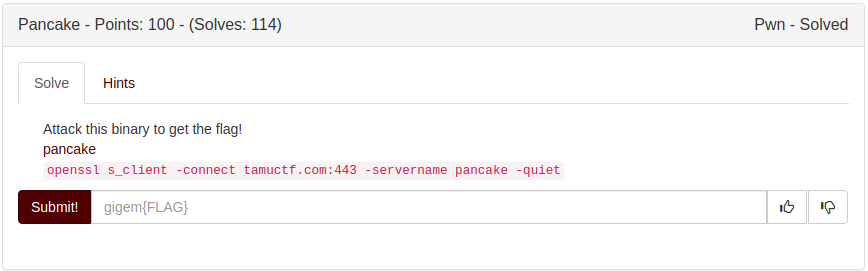 Pancake - Points: 100 - (Solves: 114)
Pwn - Solved
Solve
Hints
Attack this binary to get the flag!
pancake
openssl s_client -connect tamuctf.com:443 -servername pancake -quiet
Submit!
gigem{FLAG}